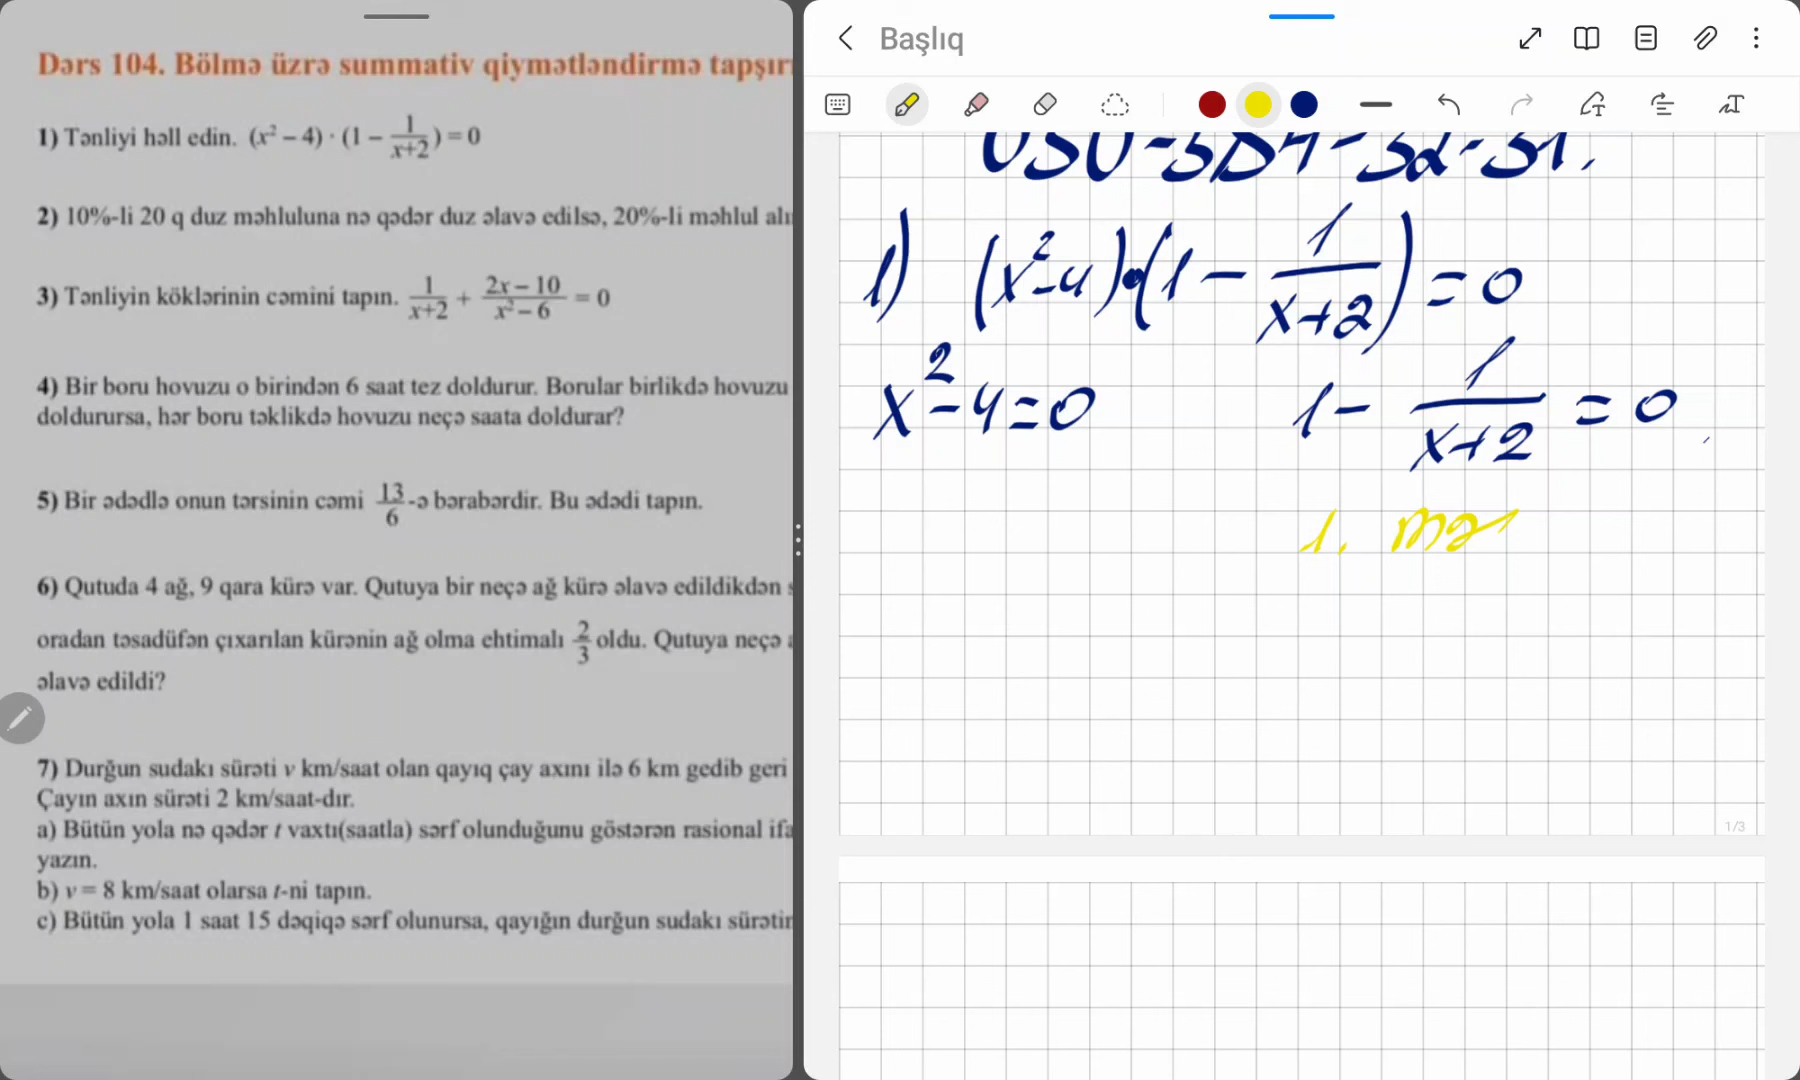 Dərs 104. Bölmə üzrə summativ qiymətləndirmə tapşır
1) Tənliyi həll edin. (x² – 4) · (1 – 1/(x+2)) = 0
2) 10%-li 20 q duz məhluluna nə qədər duz əlavə edilsə, 20%-li məhlul alı
3) Tənliyin köklərinin cəmini tapın. 1/(x+2) + (2x – 10)/(x² – 6) = 0
4) Bir boru hovuzu o birindən 6 saat tez doldurur. Borular birlikdə hovuzu
doldurursa, hər boru təklikdə hovuzu neçə saata doldurar?
5) Bir ədədlə onun tərsinin cəmi 13/6-ə bərabərdir. Bu ədədi tapın.
6) Qutuda 4 ağ, 9 qara kürə var. Qutuya bir neçə ağ kürə əlavə edildikdən s
oradan təsadüfən çıxarılan kürənin ağ olma ehtimalı 2/3 oldu. Qutuya neçə a
əlavə edildi?
7) Durğun sudakı sürəti v km/saat olan qayıq çay axını ilə 6 km gedib geri
Çayın axın sürəti 2 km/saat-dır.
a) Bütün yola nə qədər t vaxtı(saatla) sərf olunduğunu göstərən rasional ifa
yazın.
b) v = 8 km/saat olarsa t-ni tapın.
c) Bütün yola 1 saat 15 dəqiqə sərf olunursa, qayığın durğun sudakı sürətin
Başlıq
1) (x²-4)·(1 - 1/(x+2)) = 0
x²-4=0 1 - 1/(x+2) = 0
1/3